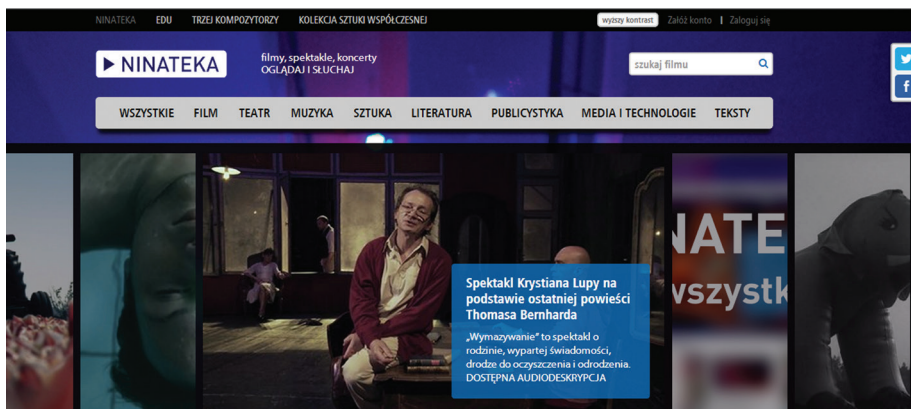 NINATEKA EDU TRZEJ KOMPOZYTORZY KOLEKCJA SZTUKI WSPÓŁCZESNEJ wyższy kontrast Załóż konto | Zaloguj się
NINATEKA
filmy, spektakle, koncerty
OGLĄDAJ I SŁUCHAJ
szukaj filmu
WSZYSTKIE FILM TEATR MUZYKA SZTUKA LITERATURA PUBLICYSTYKA MEDIA I TECHNOLOGIE TEKSTY
Spektakl Krystiana Lupy na
podstawie ostatniej powieści
Thomasa Bernharda
„Wymazywanie” to spektakl o
rodzinie, wypartej świadomości,
drodze do oczyszczenia i odrodzenia.
DOSTĘPNA AUDIODESKRYPCJA
NATE
wszystk